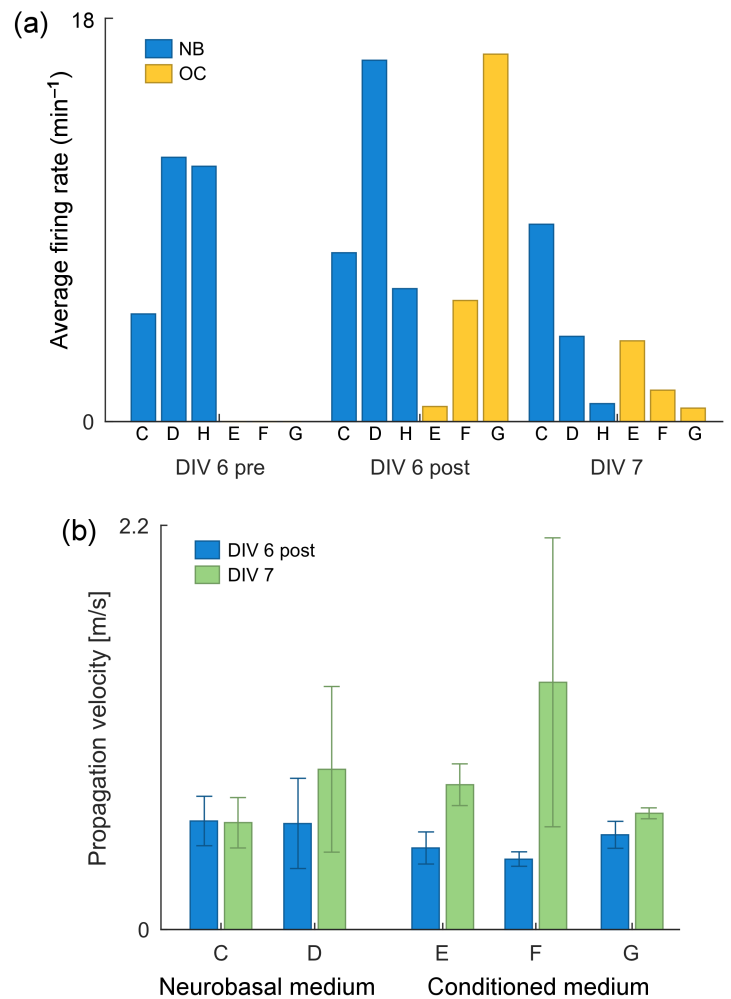 (a)
18
NB
OC
Average firing rate (min⁻¹)
0
C D H E F G C D H E F G C D H E F G
DIV 6 pre DIV 6 post DIV 7
(b)
2.2
DIV 6 post
DIV 7
Propagation velocity [m/s]
0
C D E F G
Neurobasal medium Conditioned medium